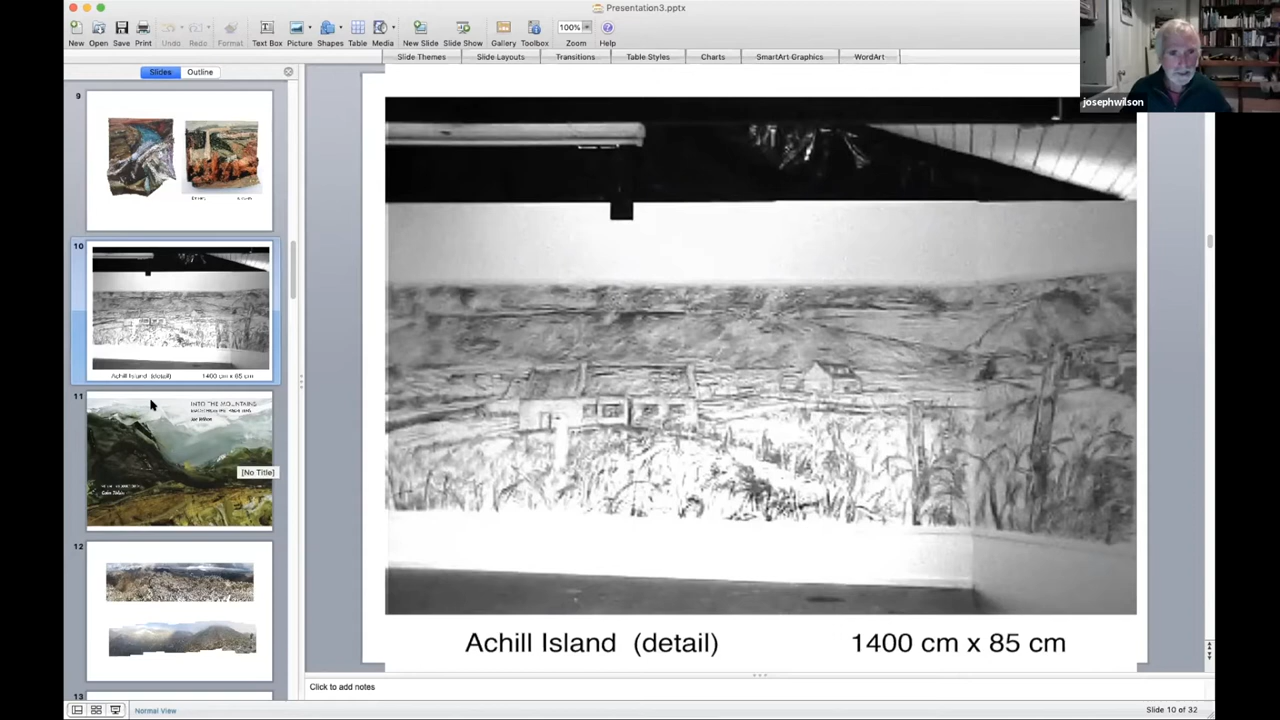 Presentation3.pptx
New Open Save Print Undo Redo Format Text Box Picture Shapes Table Media New Slide Slide Show Gallery Toolbox Zoom Help
100%
Slide Themes Slide Layouts Transitions Table Styles Charts SmartArt Graphics WordArt
josephwilson
Slides Outline
9
10
Achill Island (detail) 1400 cm x 85 cm
11
INTO THE MOUNTAINS
[No Title]
12
13
Achill Island (detail) 1400 cm x 85 cm
Click to add notes
Normal View
Slide 10 of 32